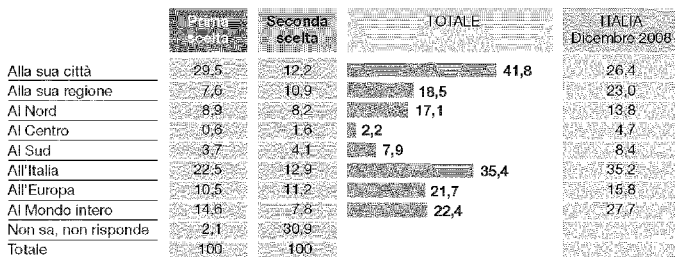 Prima scelta Seconda scelta TOTALE ITALIA Dicembre 2008
Alla sua città 29,5 12,2 41,8 26,4
Alla sua regione 7,6 10,9 18,5 23,0
Al Nord 8,9 8,2 17,1 13,8
Al Centro 0,6 1,6 2,2 4,7
Al Sud 3,7 4,1 7,9 8,4
All'Italia 22,5 12,9 35,4 35,2
All'Europa 10,5 11,2 21,7 15,8
Al Mondo intero 14,6 7,8 22,4 27,7
Non sa, non risponde 2,1 30,9
Totale 100 100